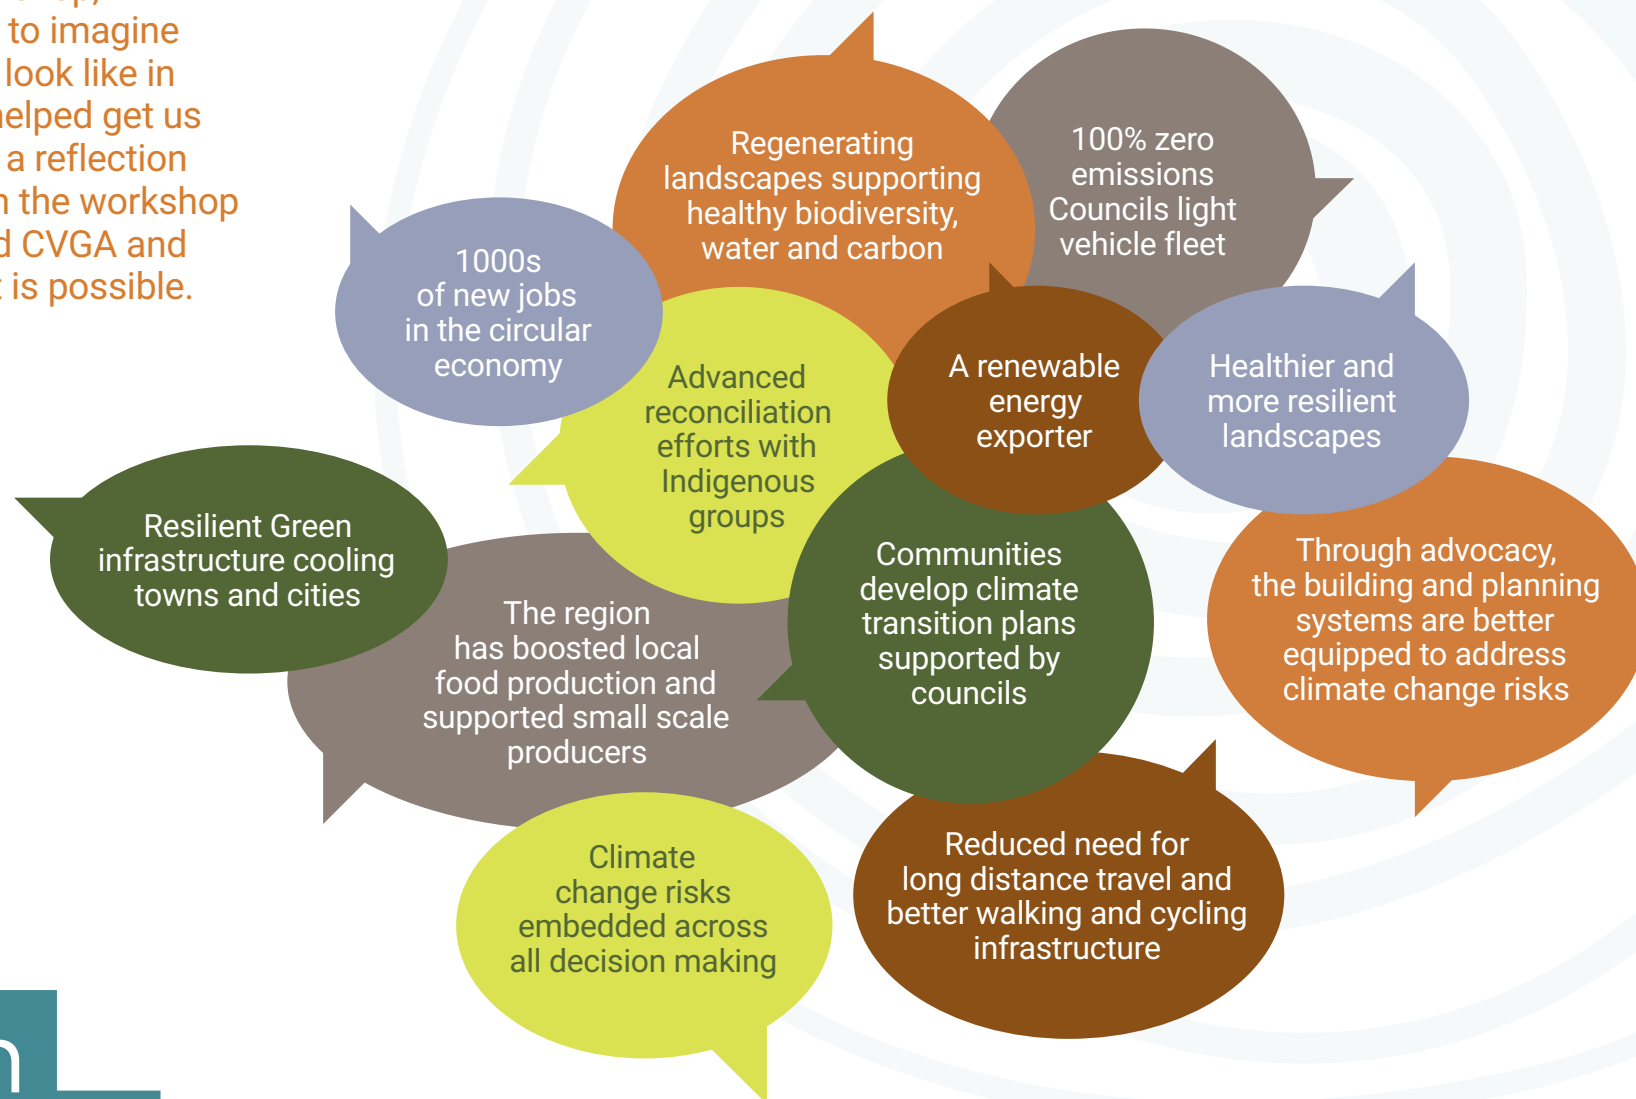 to imagine
look like in
helped get us
a reflection
the workshop
CVGA and
is possible.
Regenerating
landscapes supporting
healthy biodiversity,
water and carbon
100% zero
emissions
Councils light
vehicle fleet
1000s
of new jobs
in the circular
economy
Advanced
reconciliation
efforts with
Indigenous
groups
A renewable
energy
exporter
Healthier and
more resilient
landscapes
Resilient Green
infrastructure cooling
towns and cities
The region
has boosted local
food production and
supported small scale
producers
Communities
develop climate
transition plans
supported by
councils
Through advocacy,
the building and planning
systems are better
equipped to address
climate change risks
Climate
change risks
embedded across
all decision making
Reduced need for
long distance travel and
better walking and cycling
infrastructure